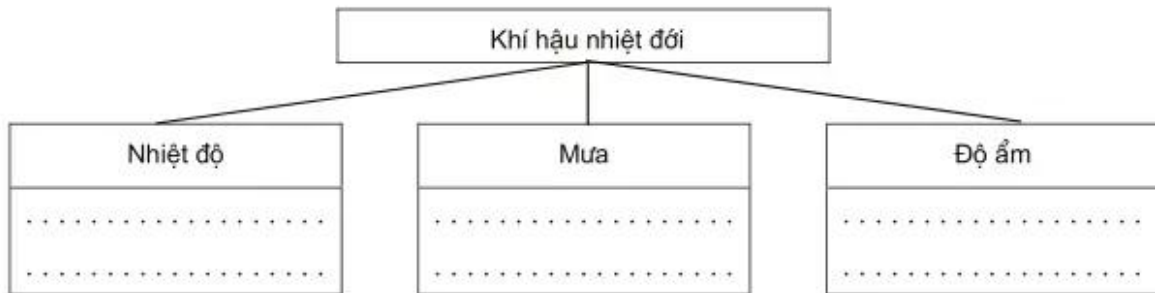 Khí hậu nhiệt đới
Nhiệt độ
Mưa
Độ ẩm
. . . . . . . . . . . . . . . . . . .
. . . . . . . . . . . . . . . . . . .
. . . . . . . . . . . . . . . . . . .
. . . . . . . . . . . . . . . . . . .
. . . . . . . . . . . . . . . . . . .
. . . . . . . . . . . . . . . . . . .